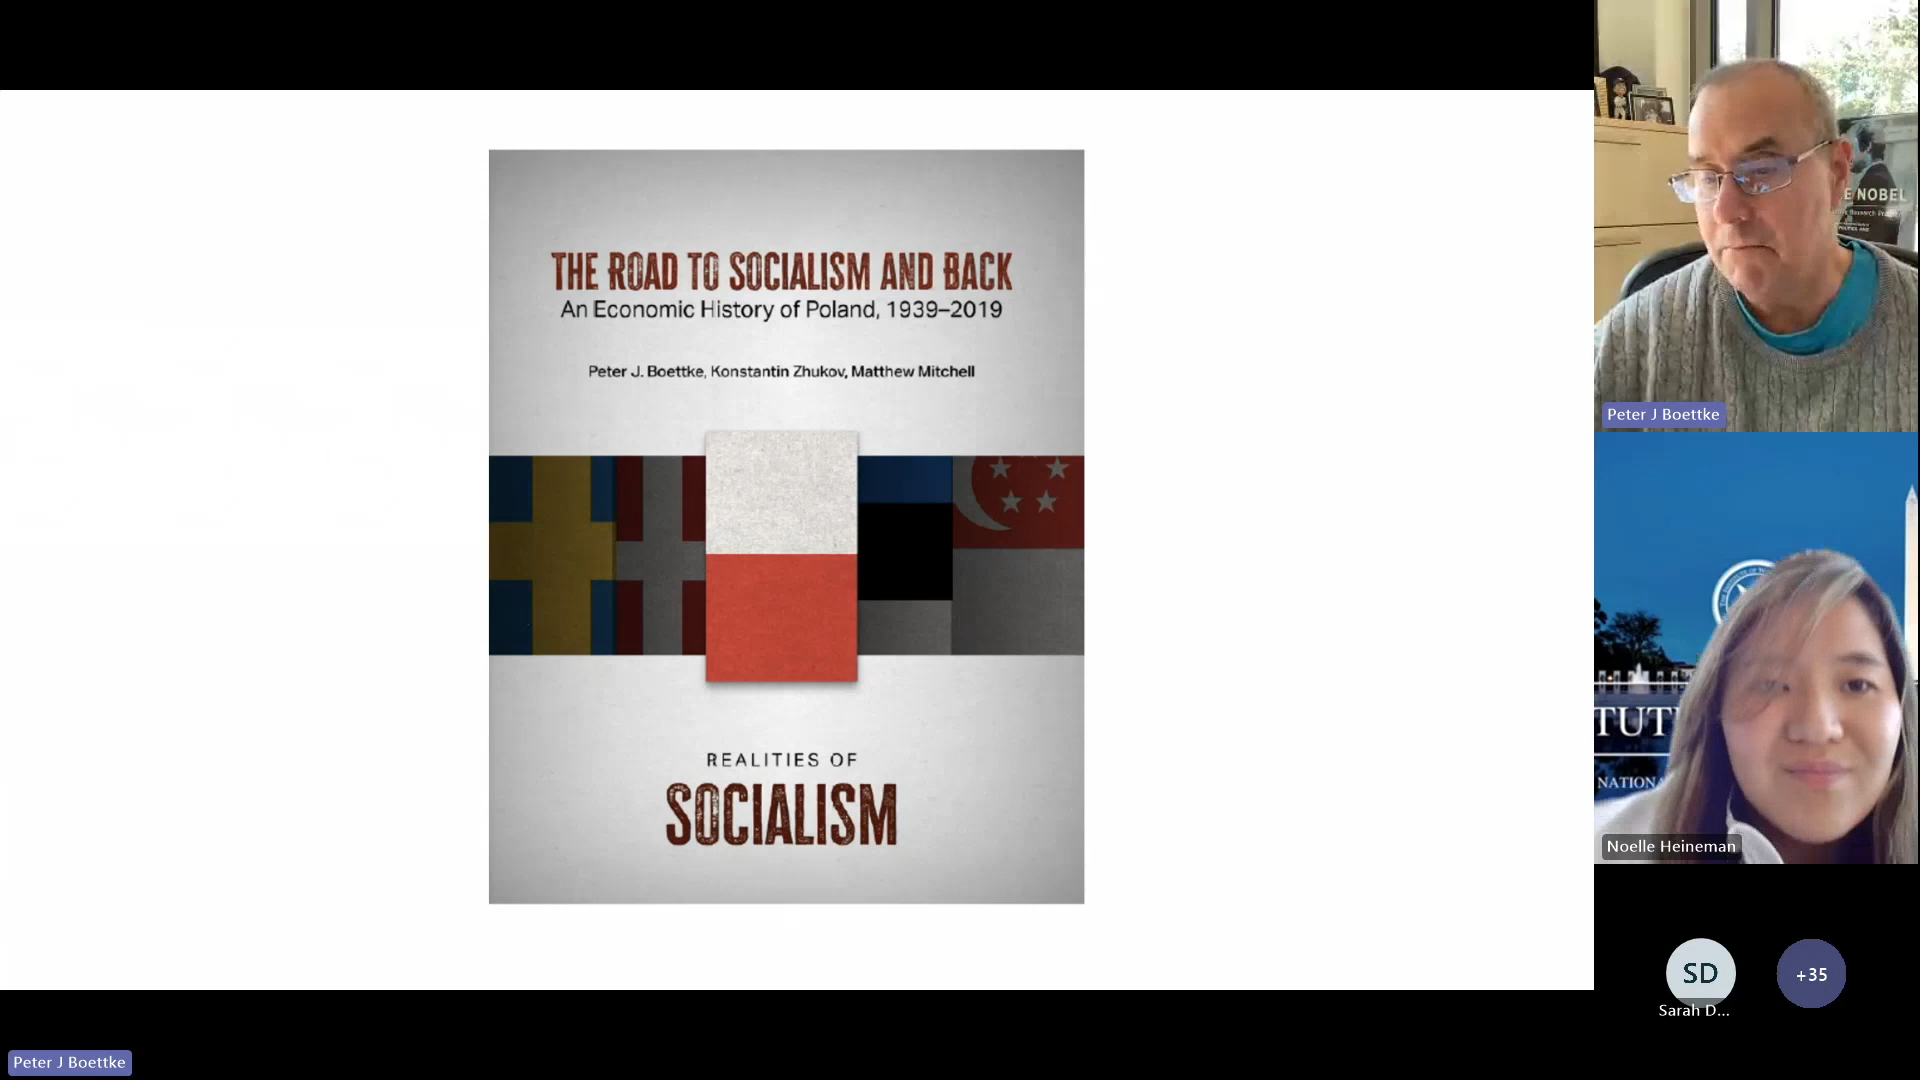 THE ROAD TO SOCIALISM AND BACK
An Economic History of Poland, 1939–2019
Peter J. Boettke, Konstantin Zhukov, Matthew Mitchell
REALITIES OF
SOCIALISM
E NOBEL
Peter J Boettke
TUT
NATIONA
Noelle Heineman
SD
+35
Sarah D...
Peter J Boettke